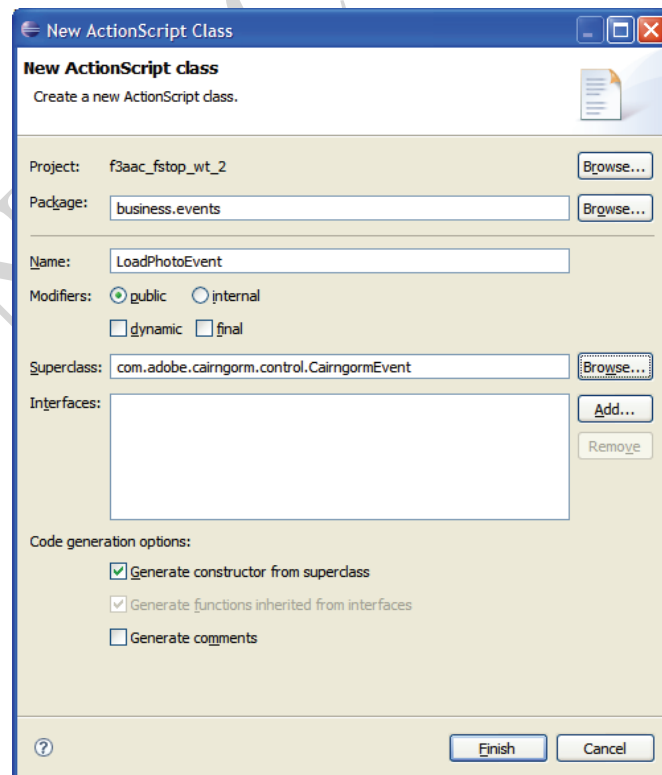 New ActionScript Class
New ActionScript class
Create a new ActionScript class.
Project: f3aac_fstop_wt_2 Browse...
Package: business.events Browse...
Name: LoadPhotoEvent
Modifiers: public internal
dynamic final
Superclass: com.adobe.cairngorm.control.CairngormEvent Browse...
Interfaces: Add...
Remove
Code generation options:
Generate constructor from superclass
Generate functions inherited from interfaces
Generate comments
? Finish Cancel